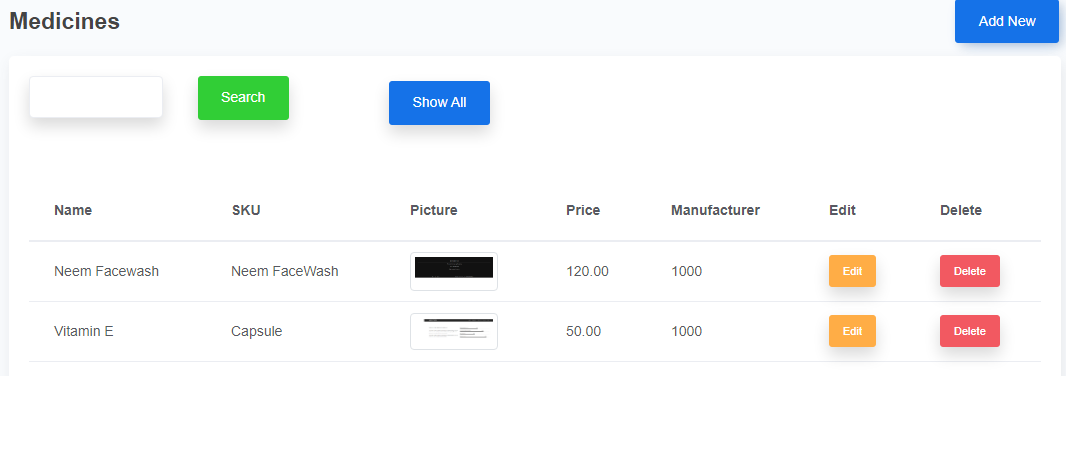 Medicines
Add New
Search
Show All
Name SKU Picture Price Manufacturer Edit Delete
Neem Facewash Neem FaceWash 120.00 1000 Edit Delete
Vitamin E Capsule 50.00 1000 Edit Delete